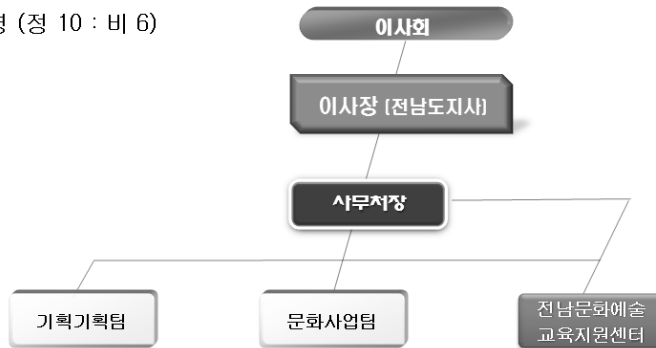 명 (정 10 : 비 6)
이사회
이사장 [전남도지사]
사무처장
기획기획팀
문화사업팀
전남문화예술
교육지원센터